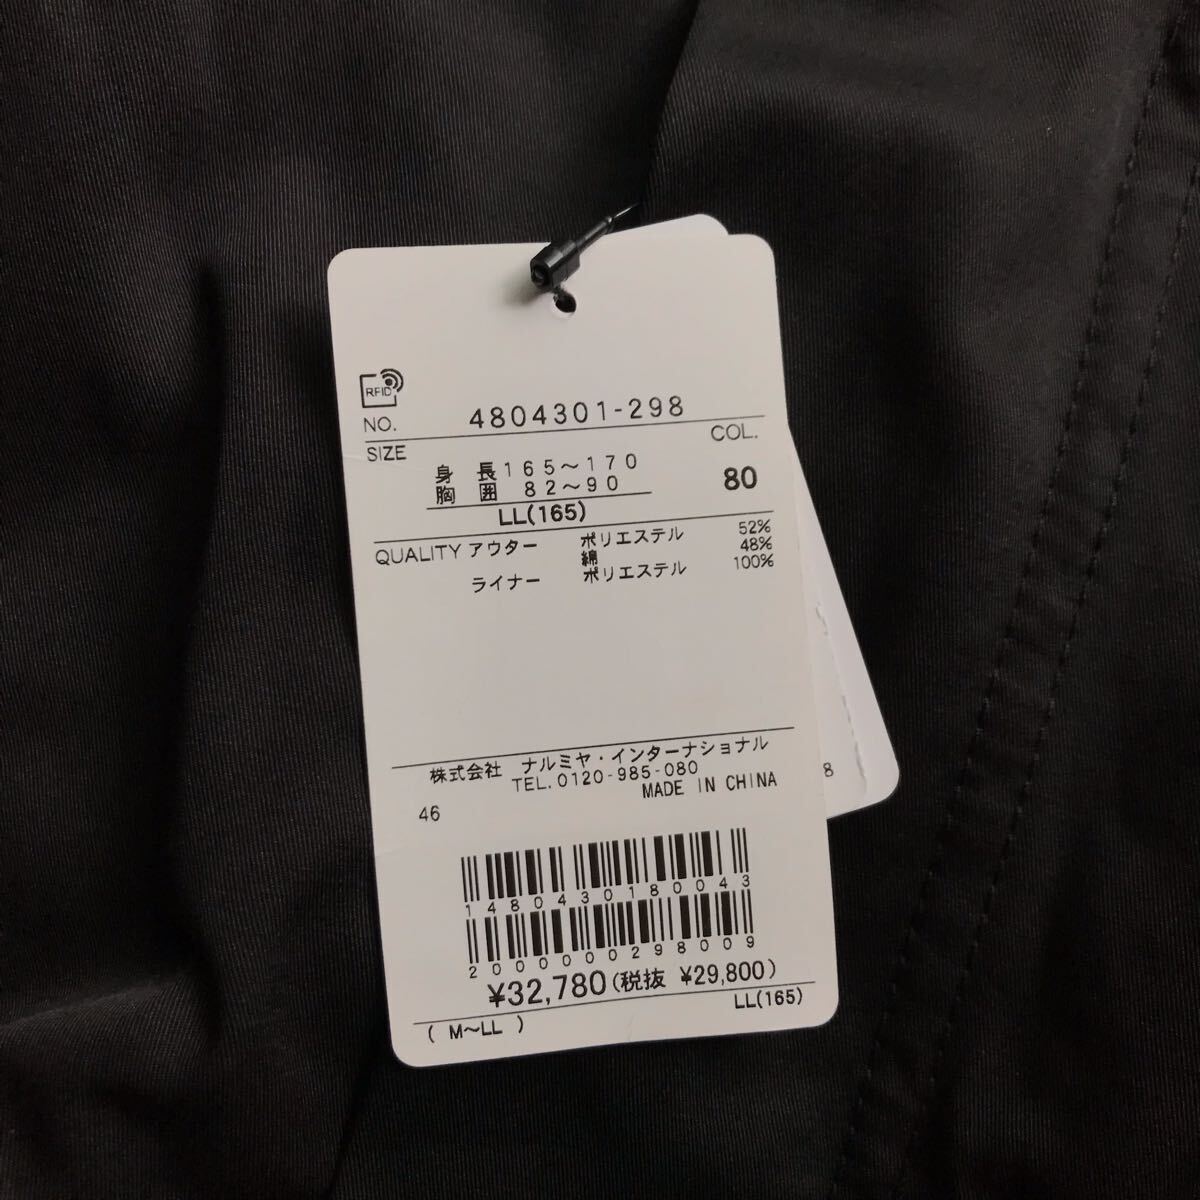 RFID
NO. 4804301-298
SIZE COL.
身長 165～170
胸囲 82～90 80
LL(165)
QUALITY アウター ポリエステル 52%
綿 48%
ライナー ポリエステル 100%
株式会社 ナルミヤ・インターナショナル
TEL.0120-985-080
MADE IN CHINA
46
8
1480430180043
2000000298009
¥32,780(税抜 ¥29,800)
( M～LL ) LL(165)